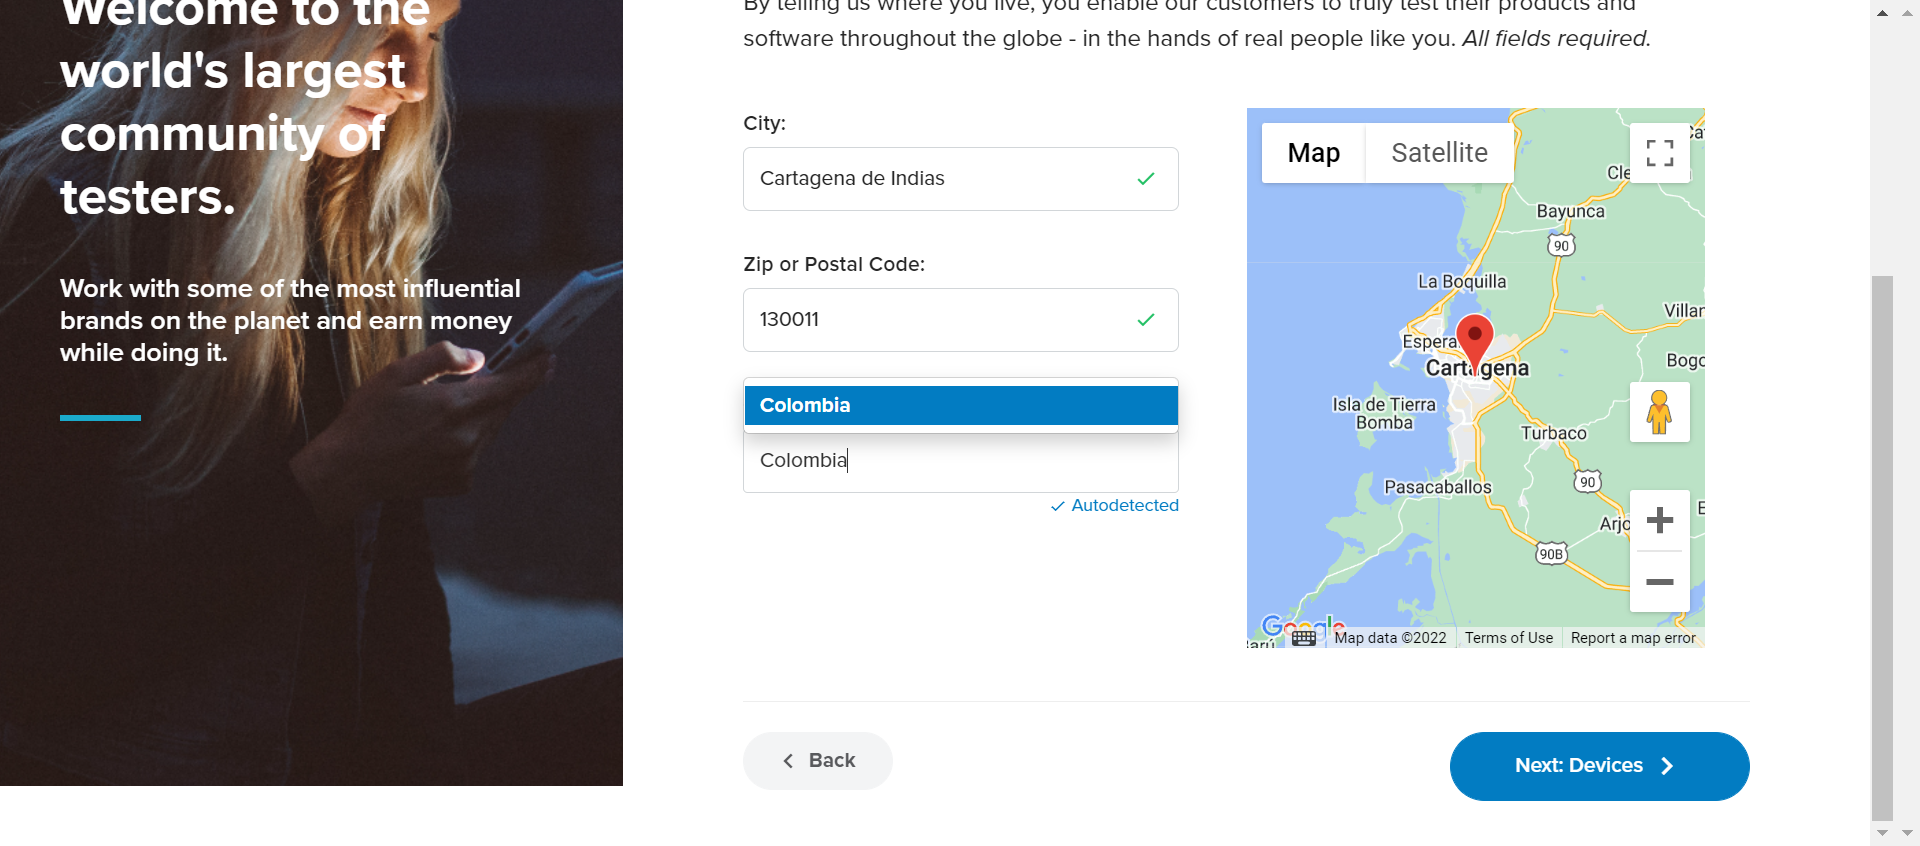 Welcome to the
world's largest
community of
testers.
Work with some of the most influential
brands on the planet and earn money
while doing it.
By telling us where you live, you enable our customers to truly test their products and
software throughout the globe - in the hands of real people like you. All fields required.
City:
Cartagena de Indias
Zip or Postal Code:
130011
Colombia
Colombia
Autodetected
Map
Satellite
Bayunca
90
La Boquilla
Cartagena
Isla de Tierra
Bomba
Turbaco
Pasacaballos
90
90B
Google
Map data ©2022
Terms of Use
Report a map error
Back
Next: Devices